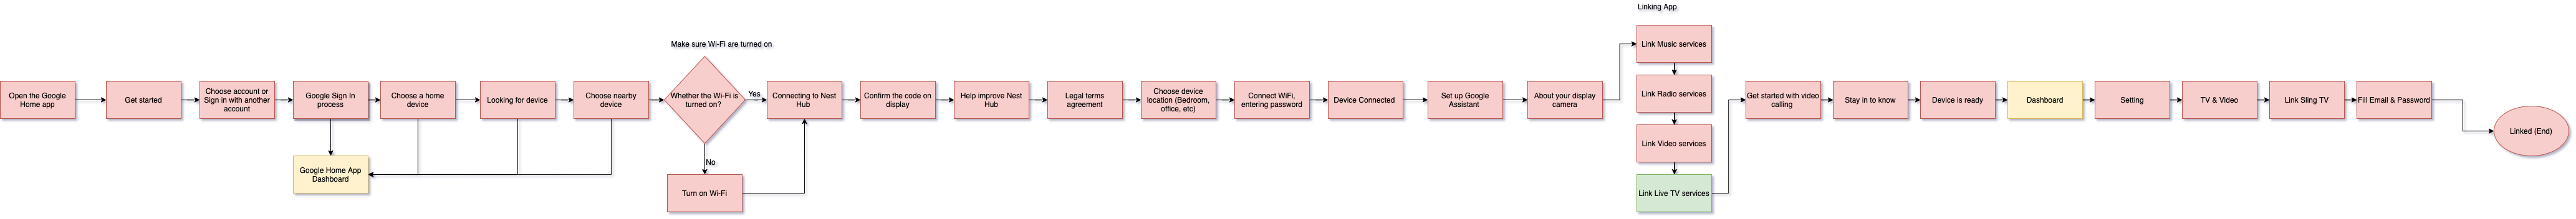 Linking App
Make sure Wi-Fi are turned on
Open the Google
Home app
Get started
Choose account or
Sign in with another
account
Google Sign In
process
Choose a home
device
Looking for device
Choose nearby
device
Whether the Wi-Fi is
turned on?
Yes
No
Turn on Wi-Fi
Google Home App
Dashboard
Connecting to Nest
Hub
Confirm the code on
display
Help improve Nest
Hub
Legal terms
agreement
Choose device
location (Bedroom,
office, etc)
Connect WiFi,
entering password
Device Connected
Set up Google
Assistant
About your display
camera
Link Music services
Link Radio services
Link Video services
Link Live TV services
Get started with video
calling
Stay in to know
Device is ready
Dashboard
Setting
TV & Video
Link Sling TV
Fill Email & Password
Linked (End)